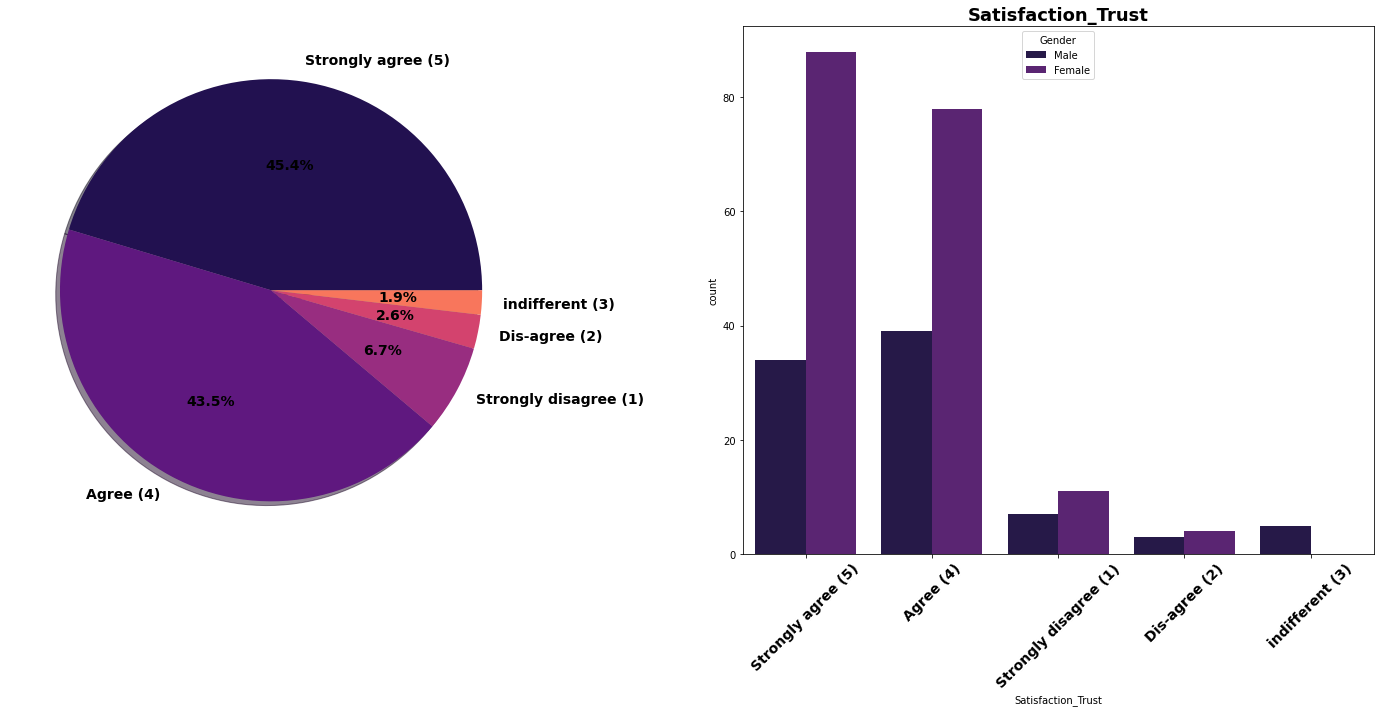 Strongly agree (5)
45.4%
1.9%
indifferent (3)
2.6%
Dis-agree (2)
6.7%
Strongly disagree (1)
43.5%
Agree (4)
Satisfaction_Trust
Gender
Male
Female
count
80
60
40
20
0
Strongly agree (5)
Agree (4)
Strongly disagree (1)
Dis-agree (2)
indifferent (3)
Satisfaction_Trust